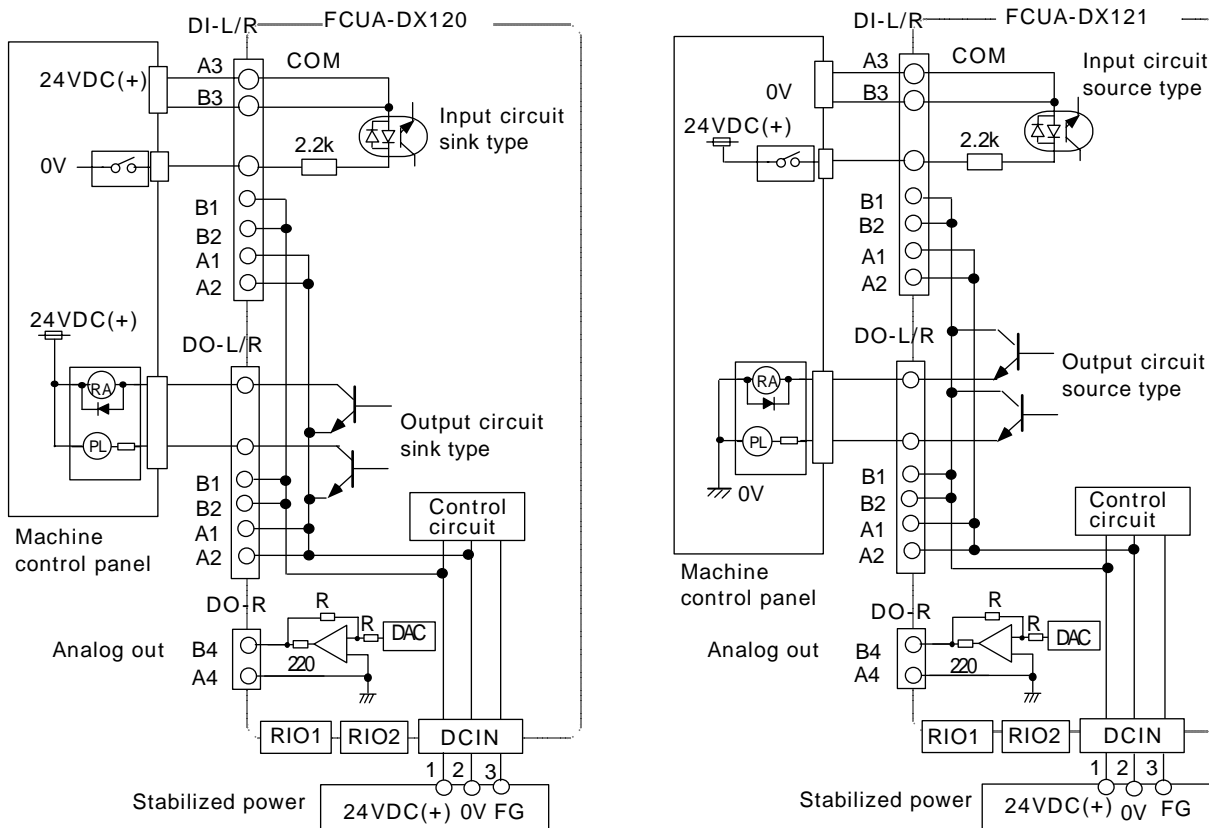 FCUA-DX120
DI-L/R
24VDC(+)
A3
COM
B3
Input circuit
sink type
0V
2.2k
B1
B2
A1
A2
24VDC(+)
DO-L/R
RA
Output circuit
sink type
PL
B1
B2
A1
A2
Control
circuit
Machine
control panel
DO-R
R
R
DAC
Analog out
B4
220
A4
RIO1
RIO2
DCIN
1
2
3
Stabilized power
24VDC(+)
0V
FG
FCUA-DX121
DI-L/R
A3
COM
Input circuit
source type
0V
B3
24VDC(+)
2.2k
B1
B2
A1
A2
DO-L/R
RA
Output circuit
source type
PL
0V
B1
B2
A1
A2
Control
circuit
Machine
control panel
DO-R
R
R
DAC
Analog out
B4
220
A4
RIO1
RIO2
DCIN
1
2
3
Stabilized power
24VDC(+)
0V
FG